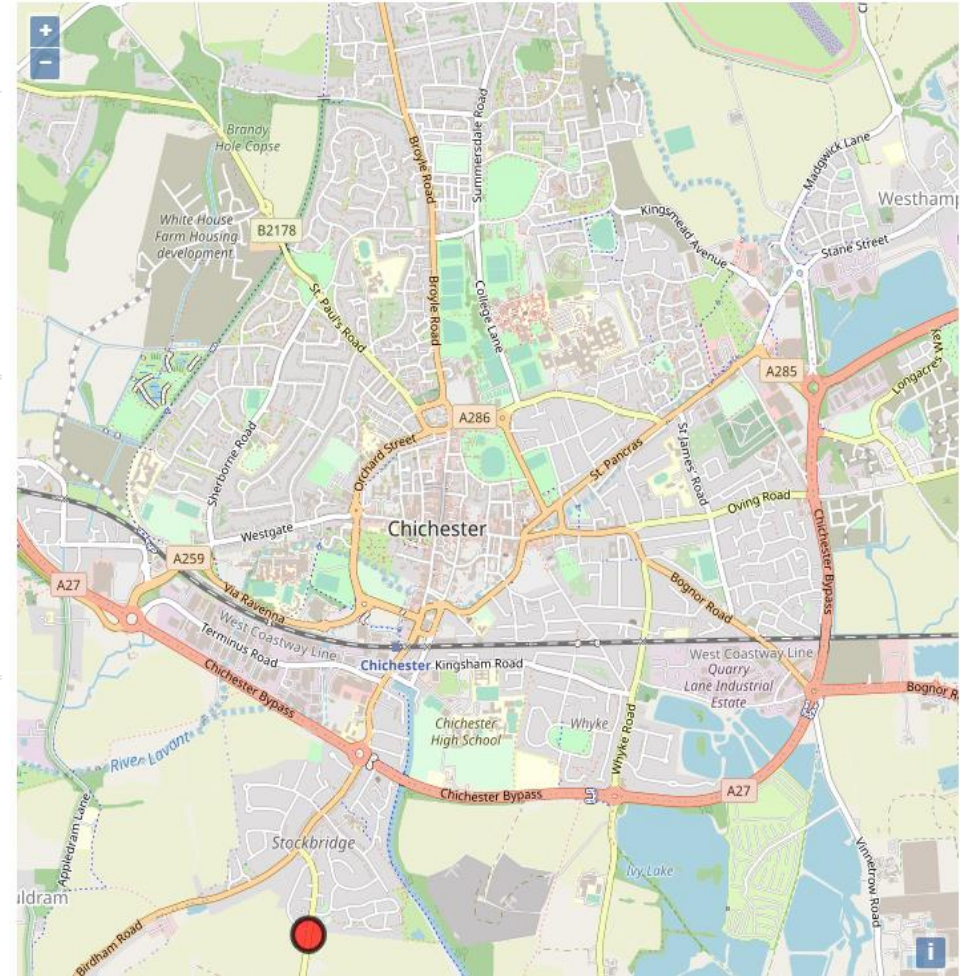 +
−
Brandy
Hole Copse
Broyle Road
Summersdale Road
Madgwick Lane
Westhamp
White House
Farm Housing
development
B2178
Kingsmead Avenue
Stane Street
St. Paul's Road
Broyle Road
College Lane
A285
Longacres
Way
A286
Sherborne Road
Orchard Street
St. Pancras
St James' Road
Oving Road
Westgate
Chichester
A259
A27
Via Ravenna
Bognor Road
Chichester Bypass
West Coastway Line
Terminus Road
Chichester
Kingsham Road
West Coastway Line
Quarry
Lane Industrial
Estate
Bognor R
Chichester Bypass
River Lavant
Chichester
High School
Whyke
Whyke Road
Chichester Bypass
A27
Appledram Lane
Stockbridge
Ivy Lake
Vinnetrow Road
uldram
Birdham Road
i